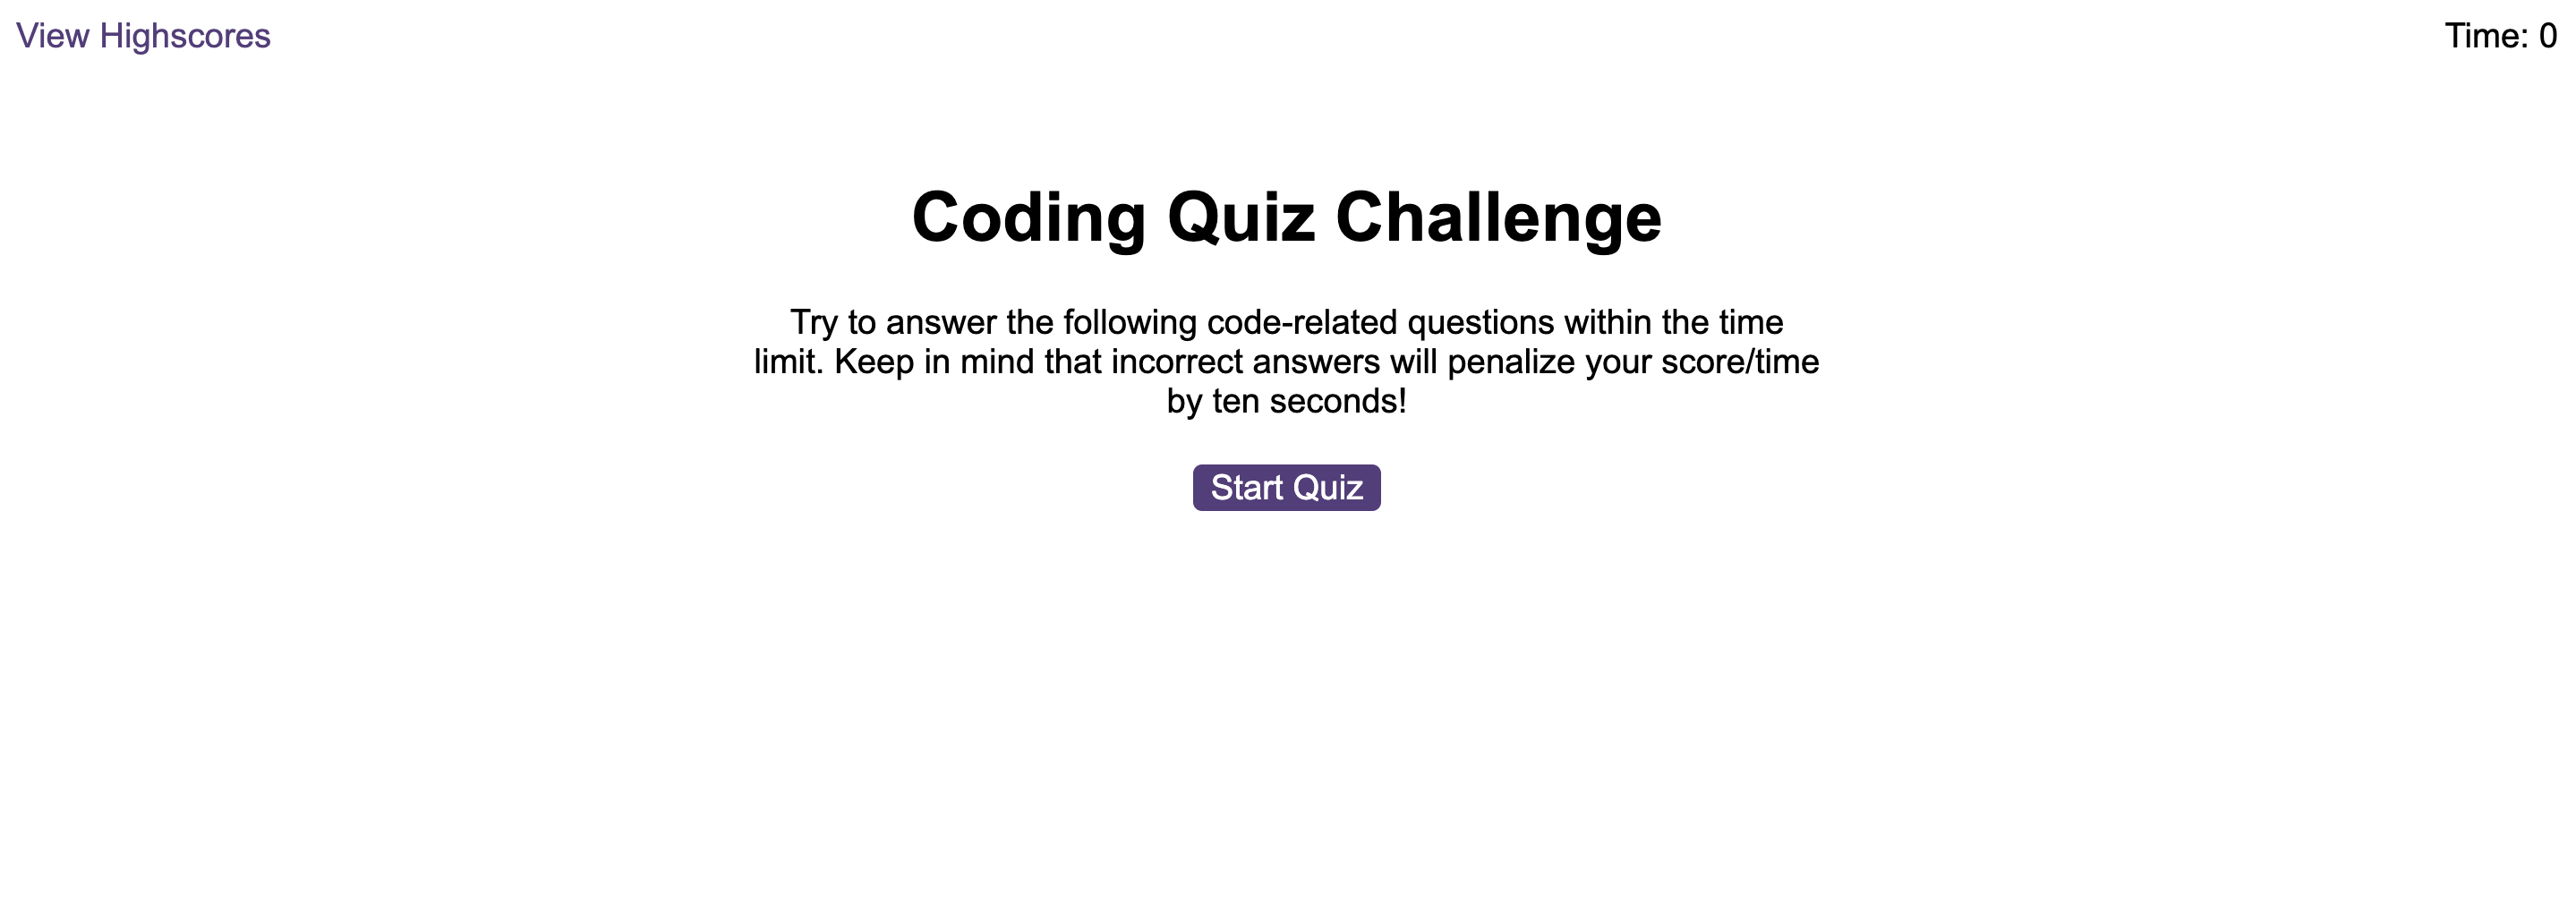 View Highscores
Time: 0
Coding Quiz Challenge
Try to answer the following code-related questions within the time
limit. Keep in mind that incorrect answers will penalize your score/time
by ten seconds!
Start Quiz